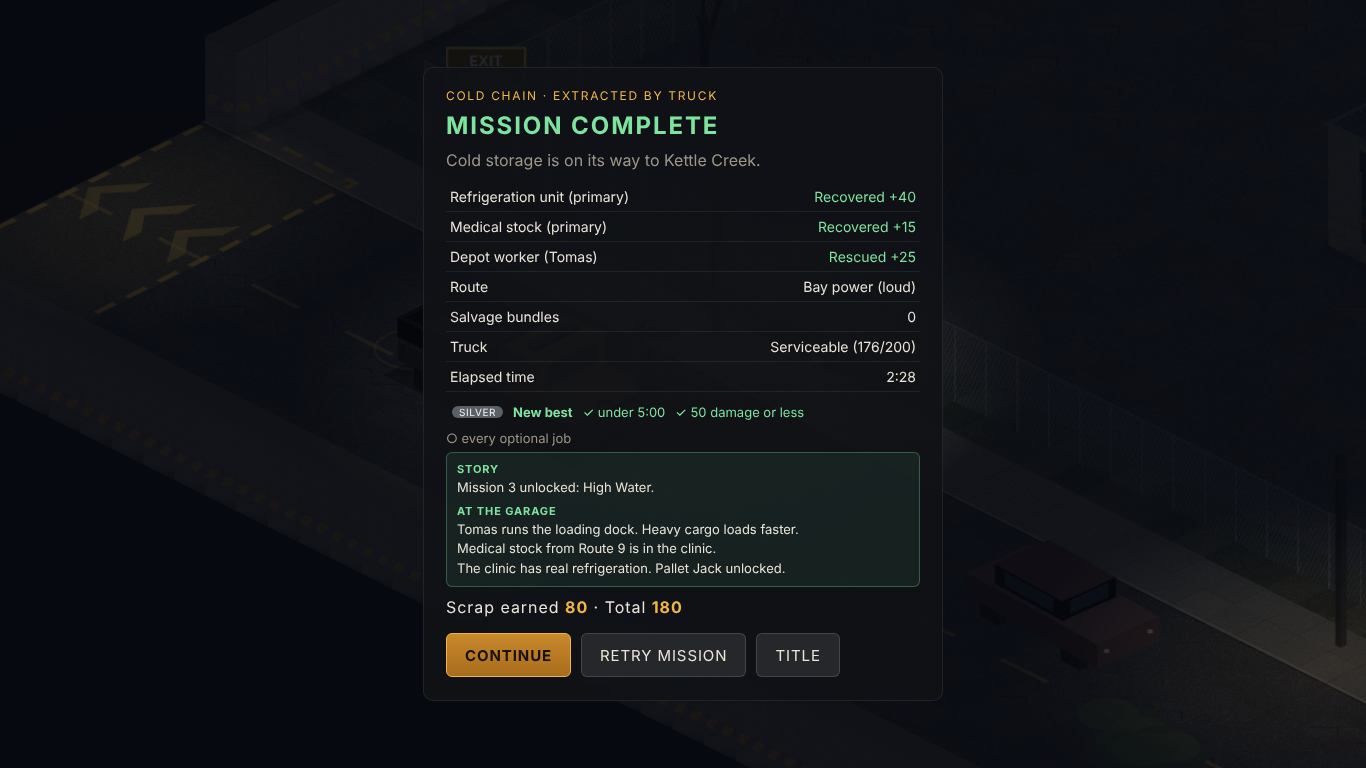 EXIT
COLD CHAIN · EXTRACTED BY TRUCK
MISSION COMPLETE
Cold storage is on its way to Kettle Creek.
Refrigeration unit (primary) Recovered +40
Medical stock (primary) Recovered +15
Depot worker (Tomas) Rescued +25
Route Bay power (loud)
Salvage bundles 0
Truck Serviceable (176/200)
Elapsed time 2:28
SILVER New best ✓ under 5:00 ✓ 50 damage or less
○ every optional job
STORY
Mission 3 unlocked: High Water.
AT THE GARAGE
Tomas runs the loading dock. Heavy cargo loads faster.
Medical stock from Route 9 is in the clinic.
The clinic has real refrigeration. Pallet Jack unlocked.
Scrap earned 80 · Total 180
CONTINUE RETRY MISSION TITLE